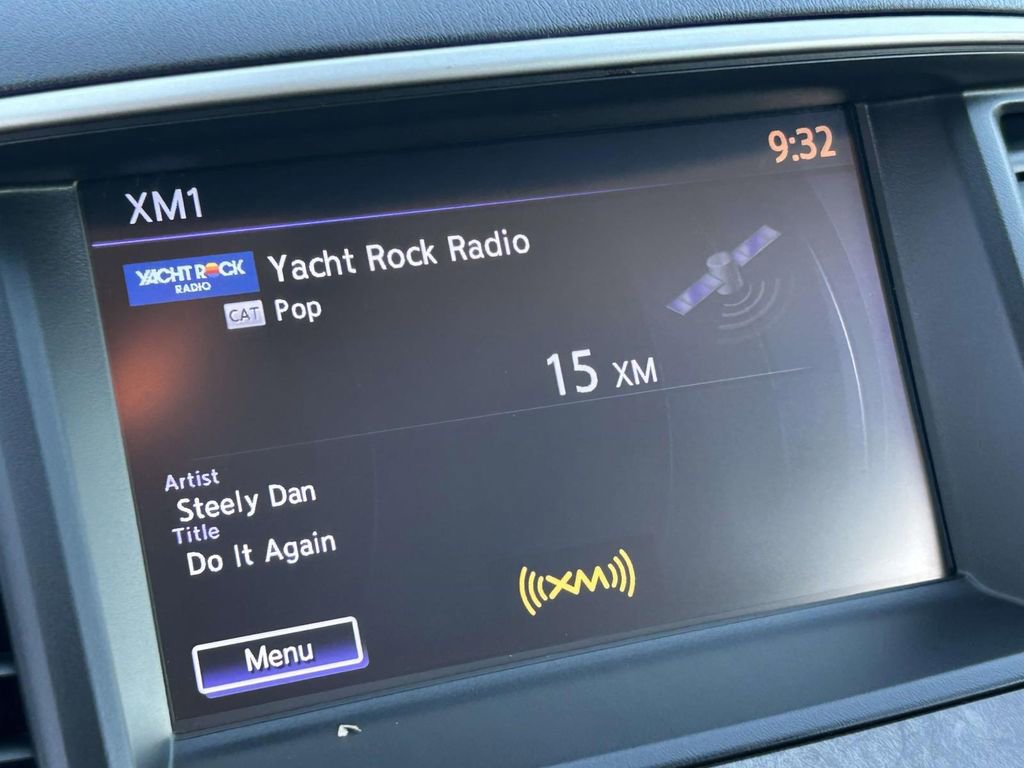 9:32
XM1
YACHT ROCK
RADIO
Yacht Rock Radio
CAT Pop
15 XM
Artist
Steely Dan
Title
Do It Again
XM
Menu